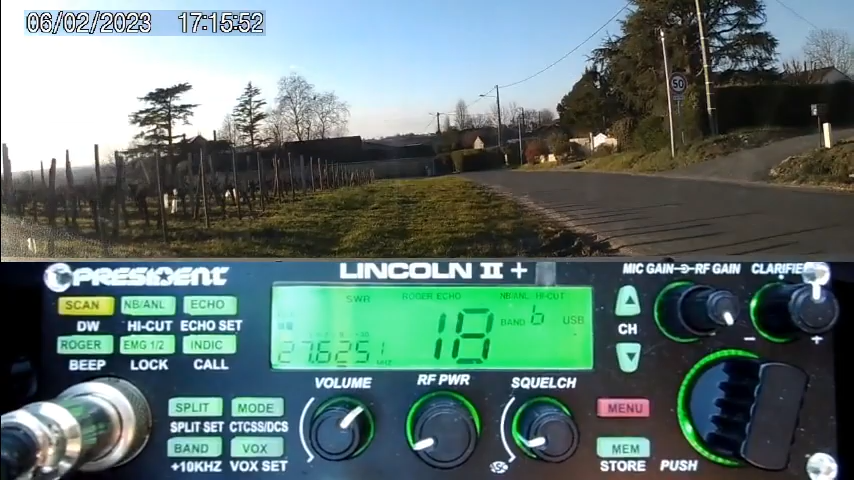 06/02/2023 17:15:52
50
PRESIDENT
LINCOLN II +
MIC GAIN RF GAIN CLARIFIER
SCAN NB/ANL ECHO
DW HI-CUT ECHO SET
ROGER EMG 1/2 INDIC
BEEP LOCK CALL
SWR ROGER ECHO NB/ANL HI-CUT
18 BAND b USB
27.625 MHZ
CH
- +
VOLUME RF PWR SQUELCH
SPLIT MODE
SPLIT SET CTCSS/DCS
BAND VOX
+10KHZ VOX SET
MENU
MEM
STORE PUSH